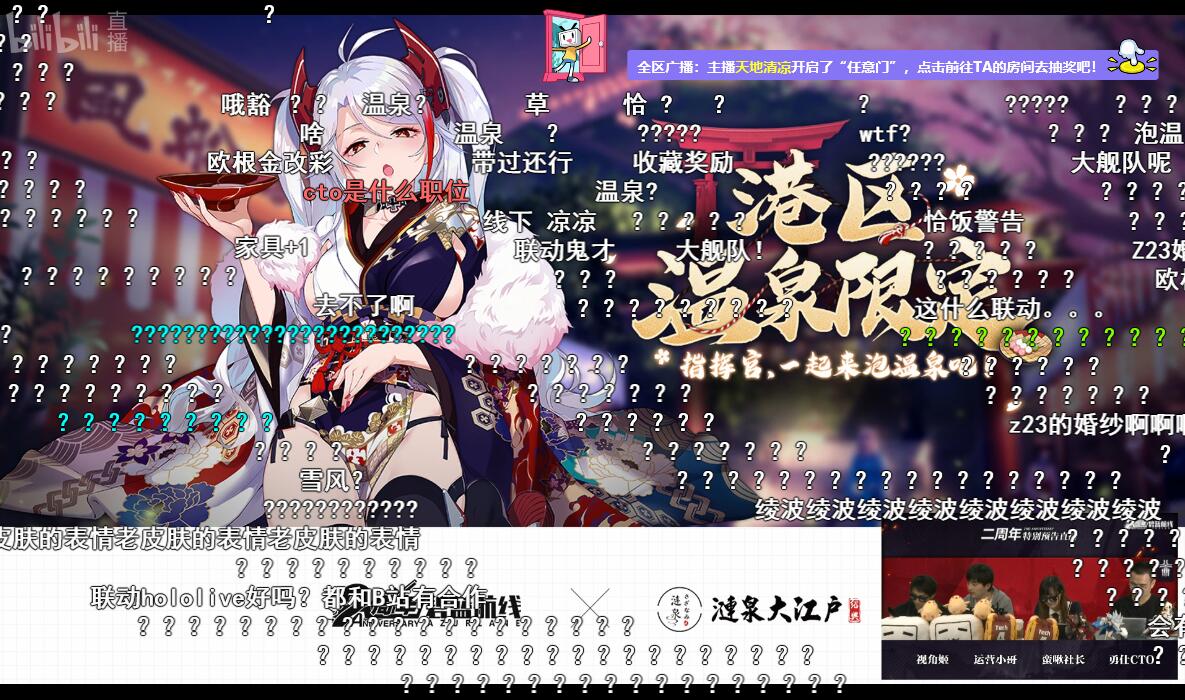 ? ?
?
bilibili 直播
? ?
? ? ?
全区广播：主播天地清凉开启了“任意门”，点击前往TA的房间去抽奖吧！
? ? ?
哦豁 ? ?
温泉?
草
恰 ? ?
?
?????
? ? ?
啥
温泉 ?
?????
wtf?
? ? ?
泡温
? ?
欧根金改彩
带过还行
收藏奖励
??????
大舰队呢
? ? ? ?
cto是什么职位
温泉?
? ? ? ?
? ? ? ?
港区
? ? ? ? ? ?
线下 凉凉
? ? ? ? ?
恰饭警告
? ? ?
家具+1
联动鬼才
大舰队！
? ? ? ? ?
? ? ? ? ? ? ? ? ?
? ? ?
? ? ? ? ? ?
温泉限定
去不了啊
? ? ? ? ? ? ? ? ?
这什么联动。。。
?
?????????????????????????
? ? ? ? ? ? ? ? ? ? ? ?
指挥官，一起来泡温泉吧！
? ? ? ? ? ? ?
? ? ? ? ? ? ?
? ? ? ? ? ?
? ? ? ? ? ? ? ? ?
? ? ? ? ? ? ?
? ? ? ? ? ? ?
? ? ? ? ? ? ? ? ?
? ? ? ? ? ?
z23的婚纱啊啊
? ? ? ?
? ? ? ? ? ? ?
?
雪风?
? ? ? ? ? ? ? ? ? ? ? ? ? ? ? ? ? ?
????????????
绫波绫波绫波绫波绫波绫波绫波绫波
皮肤的表情老皮肤的表情老皮肤的表情
二周年特别预告直
? ? ? ? ?
? ? ? ? ? ? ? ? ? ?
? ? ? ? ?
联动hololive好吗? 都和B站有合作
航线
涟泉
漣泉大江户
? ? ?
? ? ? ? ? ? ? ? ? ? ? ? ? ? ? ? ? ? ? ?
会有
? ? ? ? ? ? ? ? ? ? ? ? ? ? ? ? ? ? ? ?
视角姬 运营小哥 蛮啾社长 勇仕CTO
?
? ? ? ? ? ? ? ? ? ? ? ? ? ? ? ? ? ?